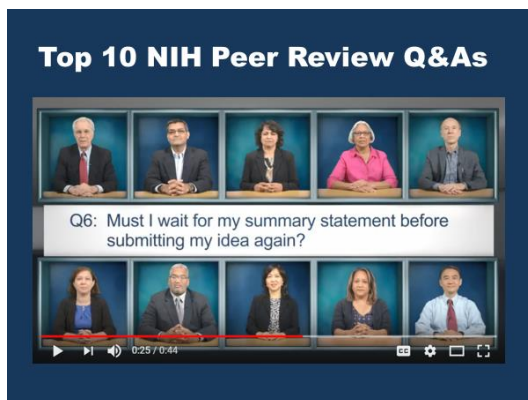 Top 10 NIH Peer Review Q&As
Q6: Must I wait for my summary statement before
submitting my idea again?
0:25 / 0:44
CC